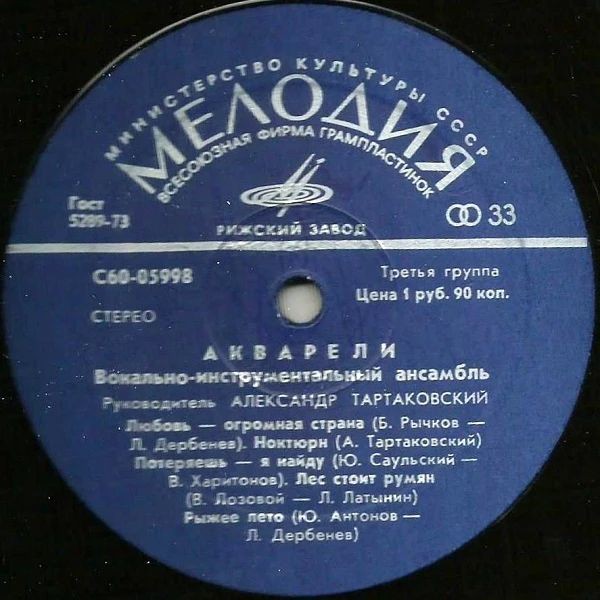 МИНИСТЕРСТВО КУЛЬТУРЫ СССР
МЕЛОДИЯ
ВСЕСОЮЗНАЯ ФИРМА ГРАМПЛАСТИНОК
Гост
5289-73
33
РИЖСКИЙ ЗАВОД
С60-05998
Третья группа
Цена 1 руб. 90 коп.
СТЕРЕО
АКВАРЕЛИ
Вокально-инструментальный ансамбль
Руководитель АЛЕКСАНДР ТАРТАКОВСКИЙ
Любовь — огромная страна (Б. Рычков —
Л. Дербенев). Ноктюрн (А. Тартаковский)
Потеряешь — я найду (Ю. Саульский —
В. Харитонов). Лес стоит румян
(В. Лозовой — Л. Латынин)
Рыжее лето (Ю. Антонов —
Л. Дербенев)